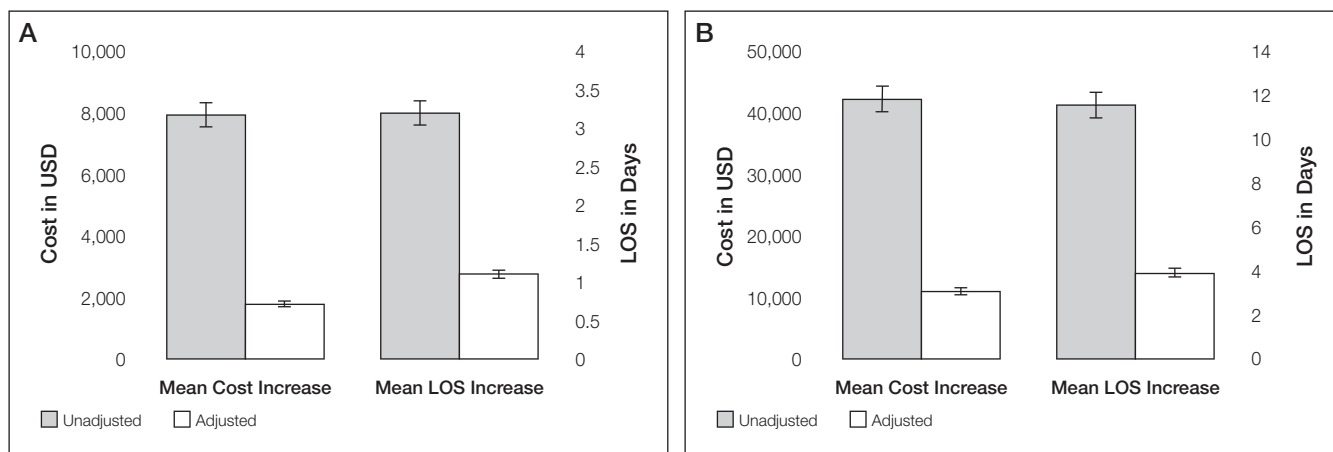 A
10,000
8,000
6,000
4,000
2,000
0
Cost in USD
4
3.5
3
2.5
2
1.5
1
0.5
0
LOS in Days
Mean Cost Increase
Mean LOS Increase
Unadjusted
Adjusted
B
50,000
40,000
30,000
20,000
10,000
0
Cost in USD
14
12
10
8
6
4
2
0
LOS in Days
Mean Cost Increase
Mean LOS Increase
Unadjusted
Adjusted